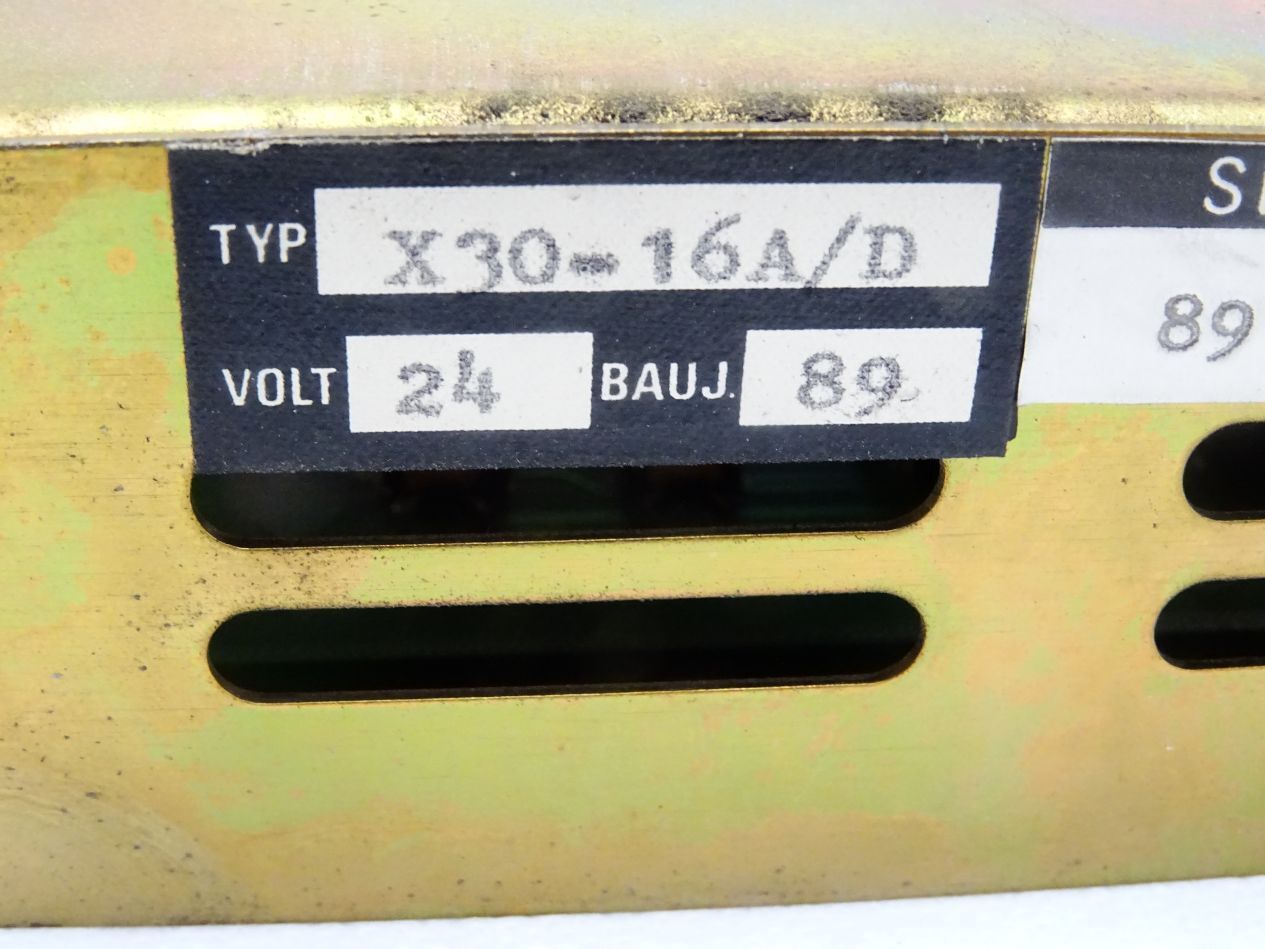 TYP X30-16A/D
VOLT 24 BAUJ. 89
S
89